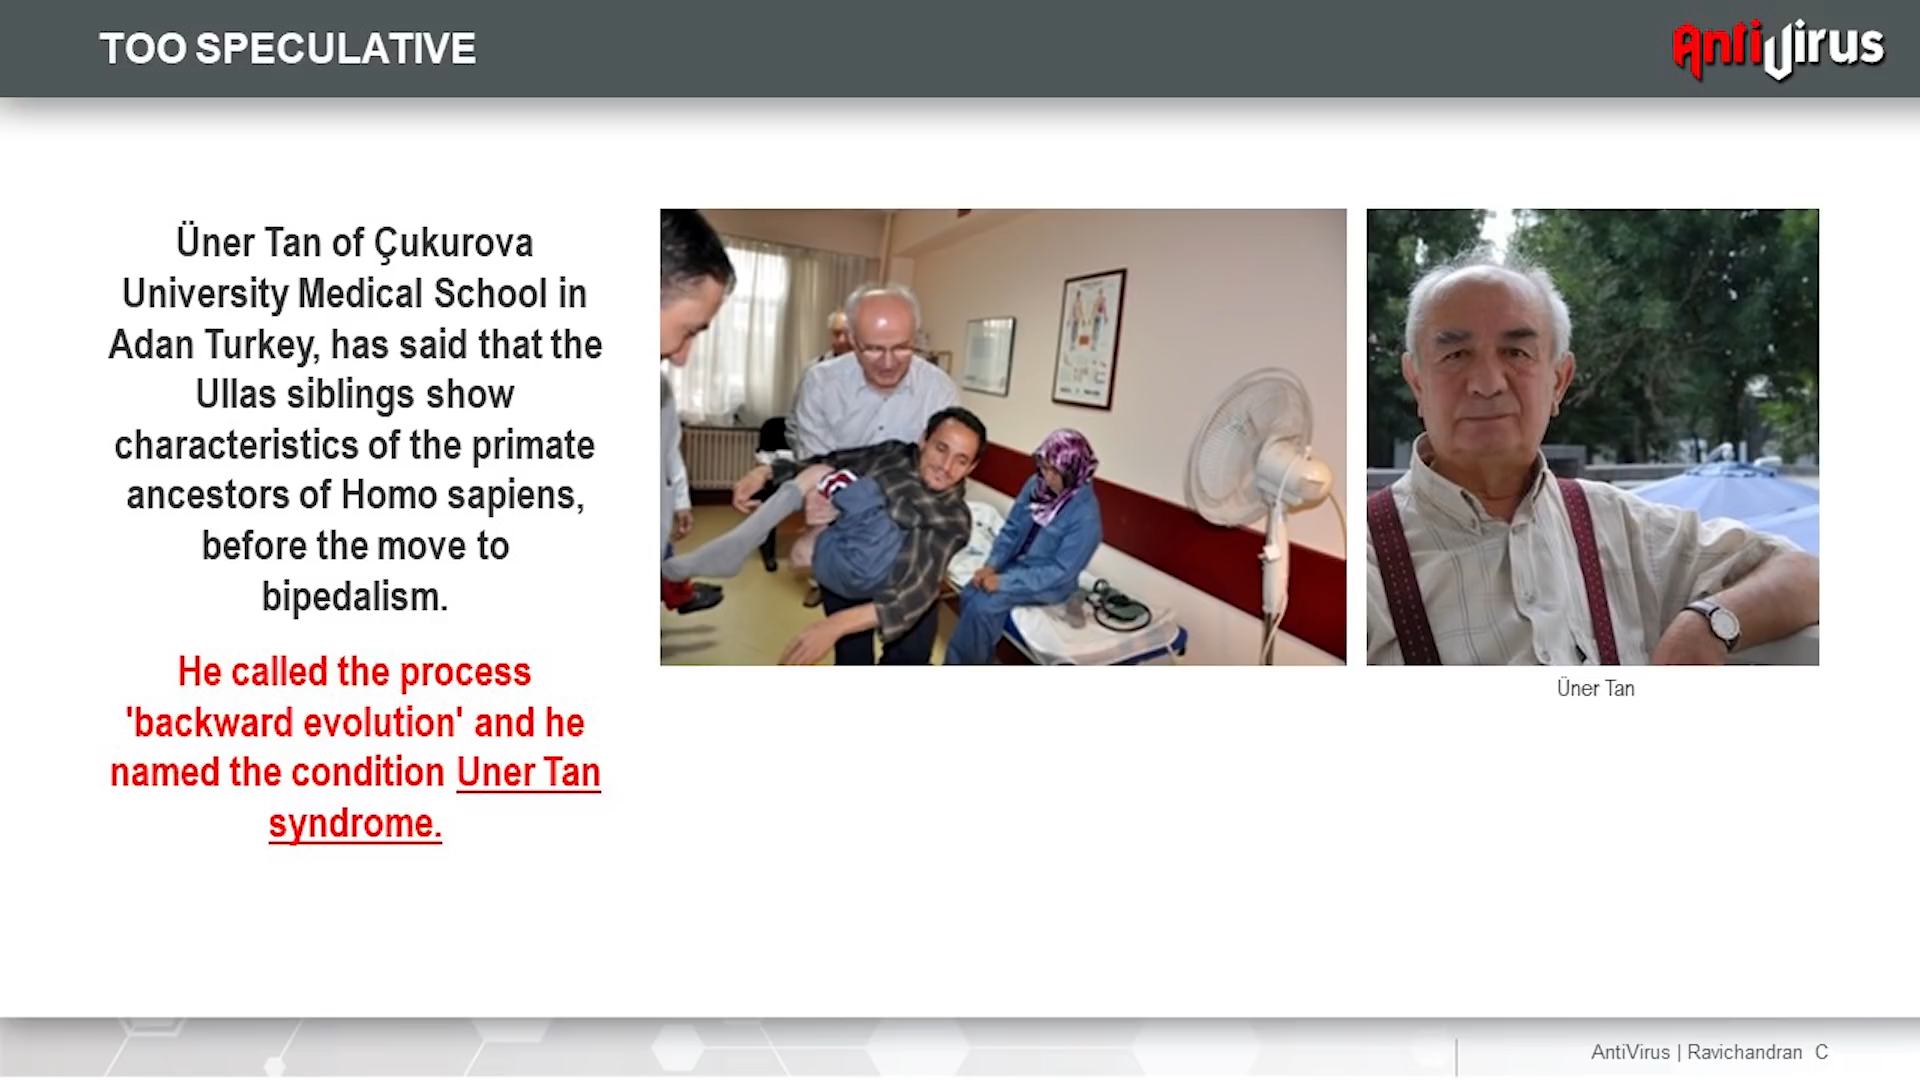 TOO SPECULATIVE
AntiVirus
Üner Tan of Çukurova
University Medical School in
Adan Turkey, has said that the
Ullas siblings show
characteristics of the primate
ancestors of Homo sapiens,
before the move to
bipedalism.
He called the process
'backward evolution' and he
named the condition Uner Tan
syndrome.
Üner Tan
AntiVirus | Ravichandran C